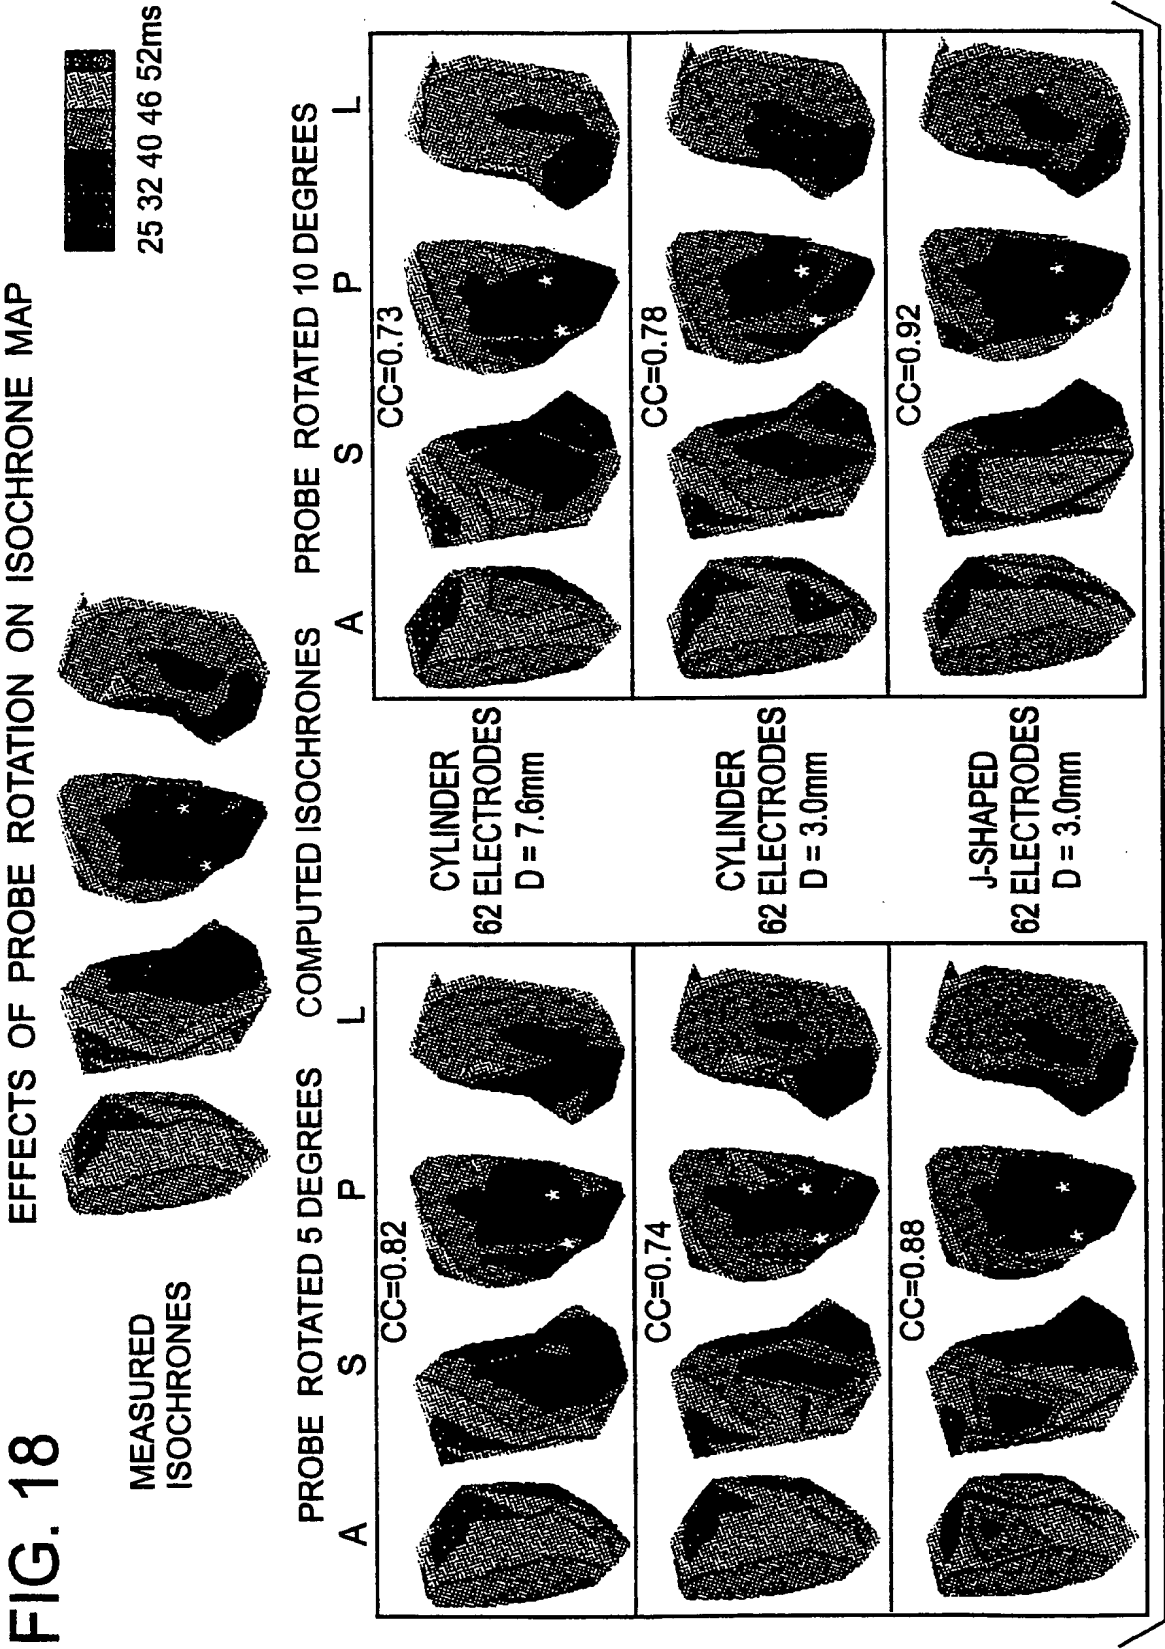 FIG. 18
EFFECTS OF PROBE ROTATION ON ISOCHRONE MAP
25 32 40 46 52ms
MEASURED
ISOCHRONES
PROBE ROTATED 5 DEGREES
COMPUTED ISOCHRONES
PROBE ROTATED 10 DEGREES
A S P L
A S P L
CC=0.82
CYLINDER
62 ELECTRODES
D = 7.6mm
CC=0.73
CC=0.74
CYLINDER
62 ELECTRODES
D = 3.0mm
CC=0.78
CC=0.88
J-SHAPED
62 ELECTRODES
D = 3.0mm
CC=0.92